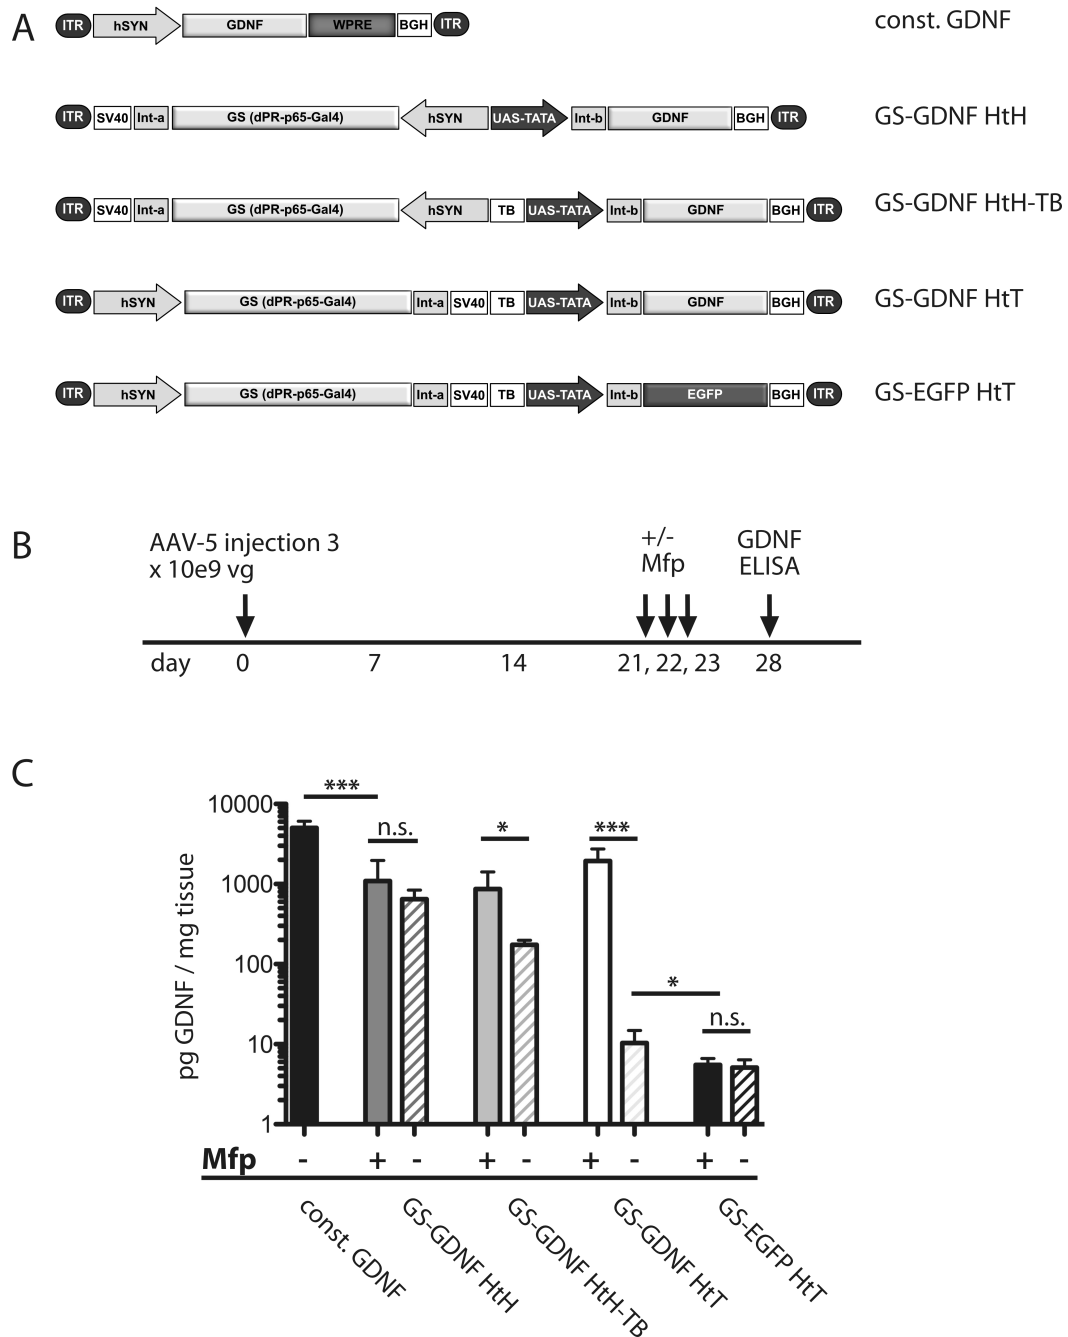 A
ITR hSYN GDNF WPRE BGH ITR const. GDNF
ITR SV40 Int-a GS (dPR-p65-Gal4) hSYN UAS-TATA Int-b GDNF BGH ITR GS-GDNF HtH
ITR SV40 Int-a GS (dPR-p65-Gal4) hSYN TB UAS-TATA Int-b GDNF BGH ITR GS-GDNF HtH-TB
ITR hSYN GS (dPR-p65-Gal4) Int-a SV40 TB UAS-TATA Int-b GDNF BGH ITR GS-GDNF HtT
ITR hSYN GS (dPR-p65-Gal4) Int-a SV40 TB UAS-TATA Int-b EGFP BGH ITR GS-EGFP HtT
B
AAV-5 injection 3
x 10e9 vg
+/-
Mfp
GDNF
ELISA
day 0 7 14 21, 22, 23 28
C
pg GDNF / mg tissue
10000
1000
100
10
1
***
n.s.
*
***
*
n.s.
Mfp - + - + - + - + -
const. GDNF
GS-GDNF HtH
GS-GDNF HtH-TB
GS-GDNF HtT
GS-EGFP HtT